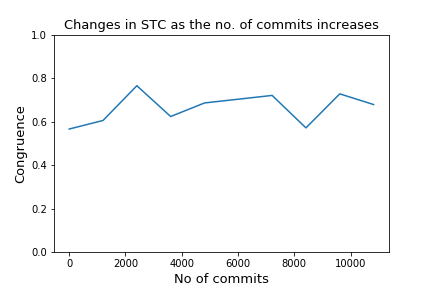 Changes in STC as the no. of commits increases
1.0
0.8
0.6
0.4
0.2
0.0
Congruence
0 2000 4000 6000 8000 10000
No of commits